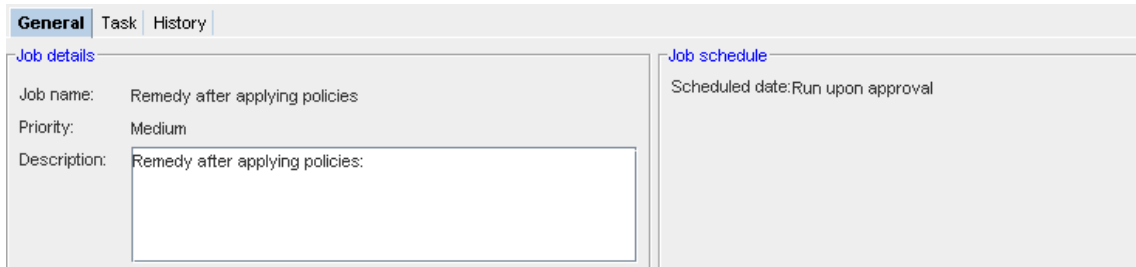 General Task History
Job details
Job name: Remedy after applying policies
Priority: Medium
Description: Remedy after applying policies:
Job schedule
Scheduled date:Run upon approval